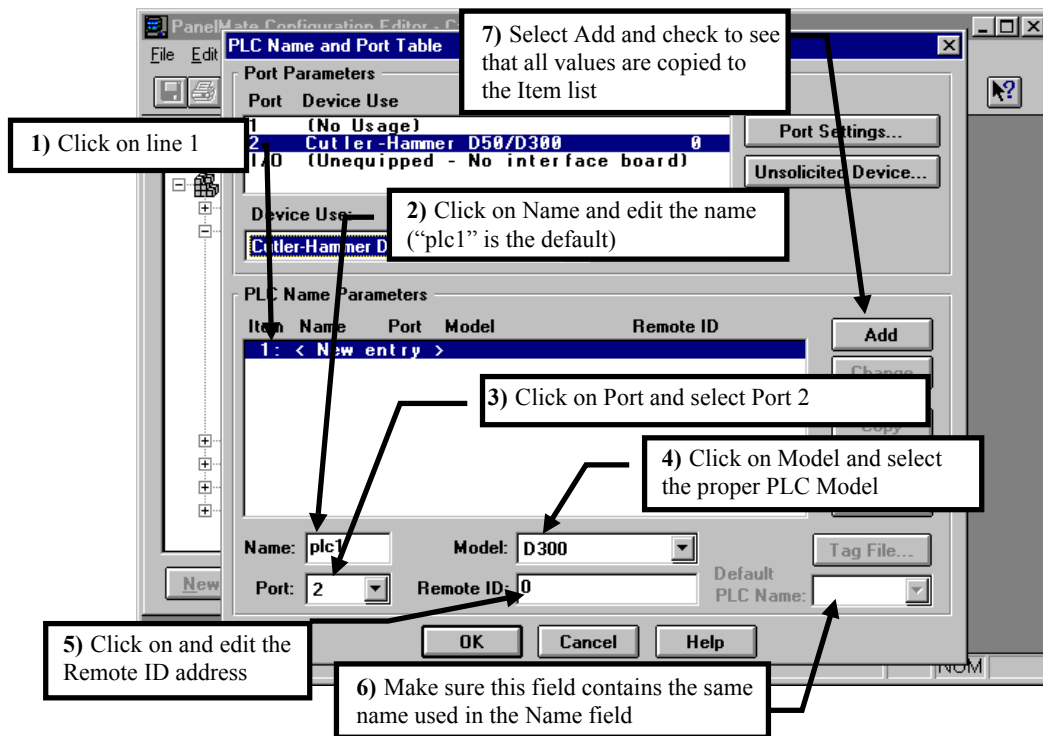 PanelMate Configuration Editor - C
File Edit
PLC Name and Port Table
7) Select Add and check to see
that all values are copied to
the Item list
Port Parameters
Port Device Use
1 (No Usage)
2 Cutler-Hammer D50/D300 0
I/O (Unequipped - No interface board)
Port Settings...
Unsolicited Device...
1) Click on line 1
Device Use:
Cutler-Hammer D
2) Click on Name and edit the name
(“plc1” is the default)
PLC Name Parameters
Item Name Port Model Remote ID
1: < New entry >
Add
Change
Copy
3) Click on Port and select Port 2
4) Click on Model and select
the proper PLC Model
Name: plc1 Model: D300
Tag File...
Port: 2 Remote ID: 0
Default
PLC Name:
New
OK Cancel Help
5) Click on and edit the
Remote ID address
6) Make sure this field contains the same
name used in the Name field
NUM